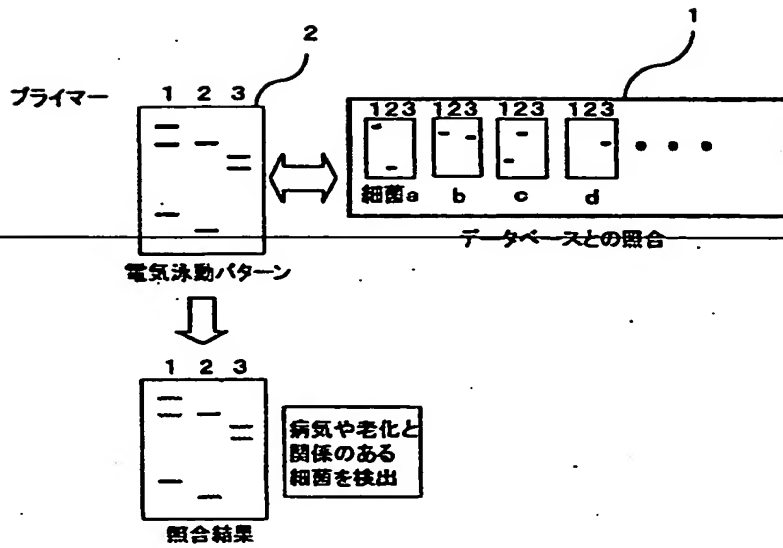 2
1
プライマー
1 2 3
123 123 123 123
細菌a b c d
データベースとの照合
電気泳動パターン
1 2 3
病気や老化と
関係のある
細菌を検出
照合結果